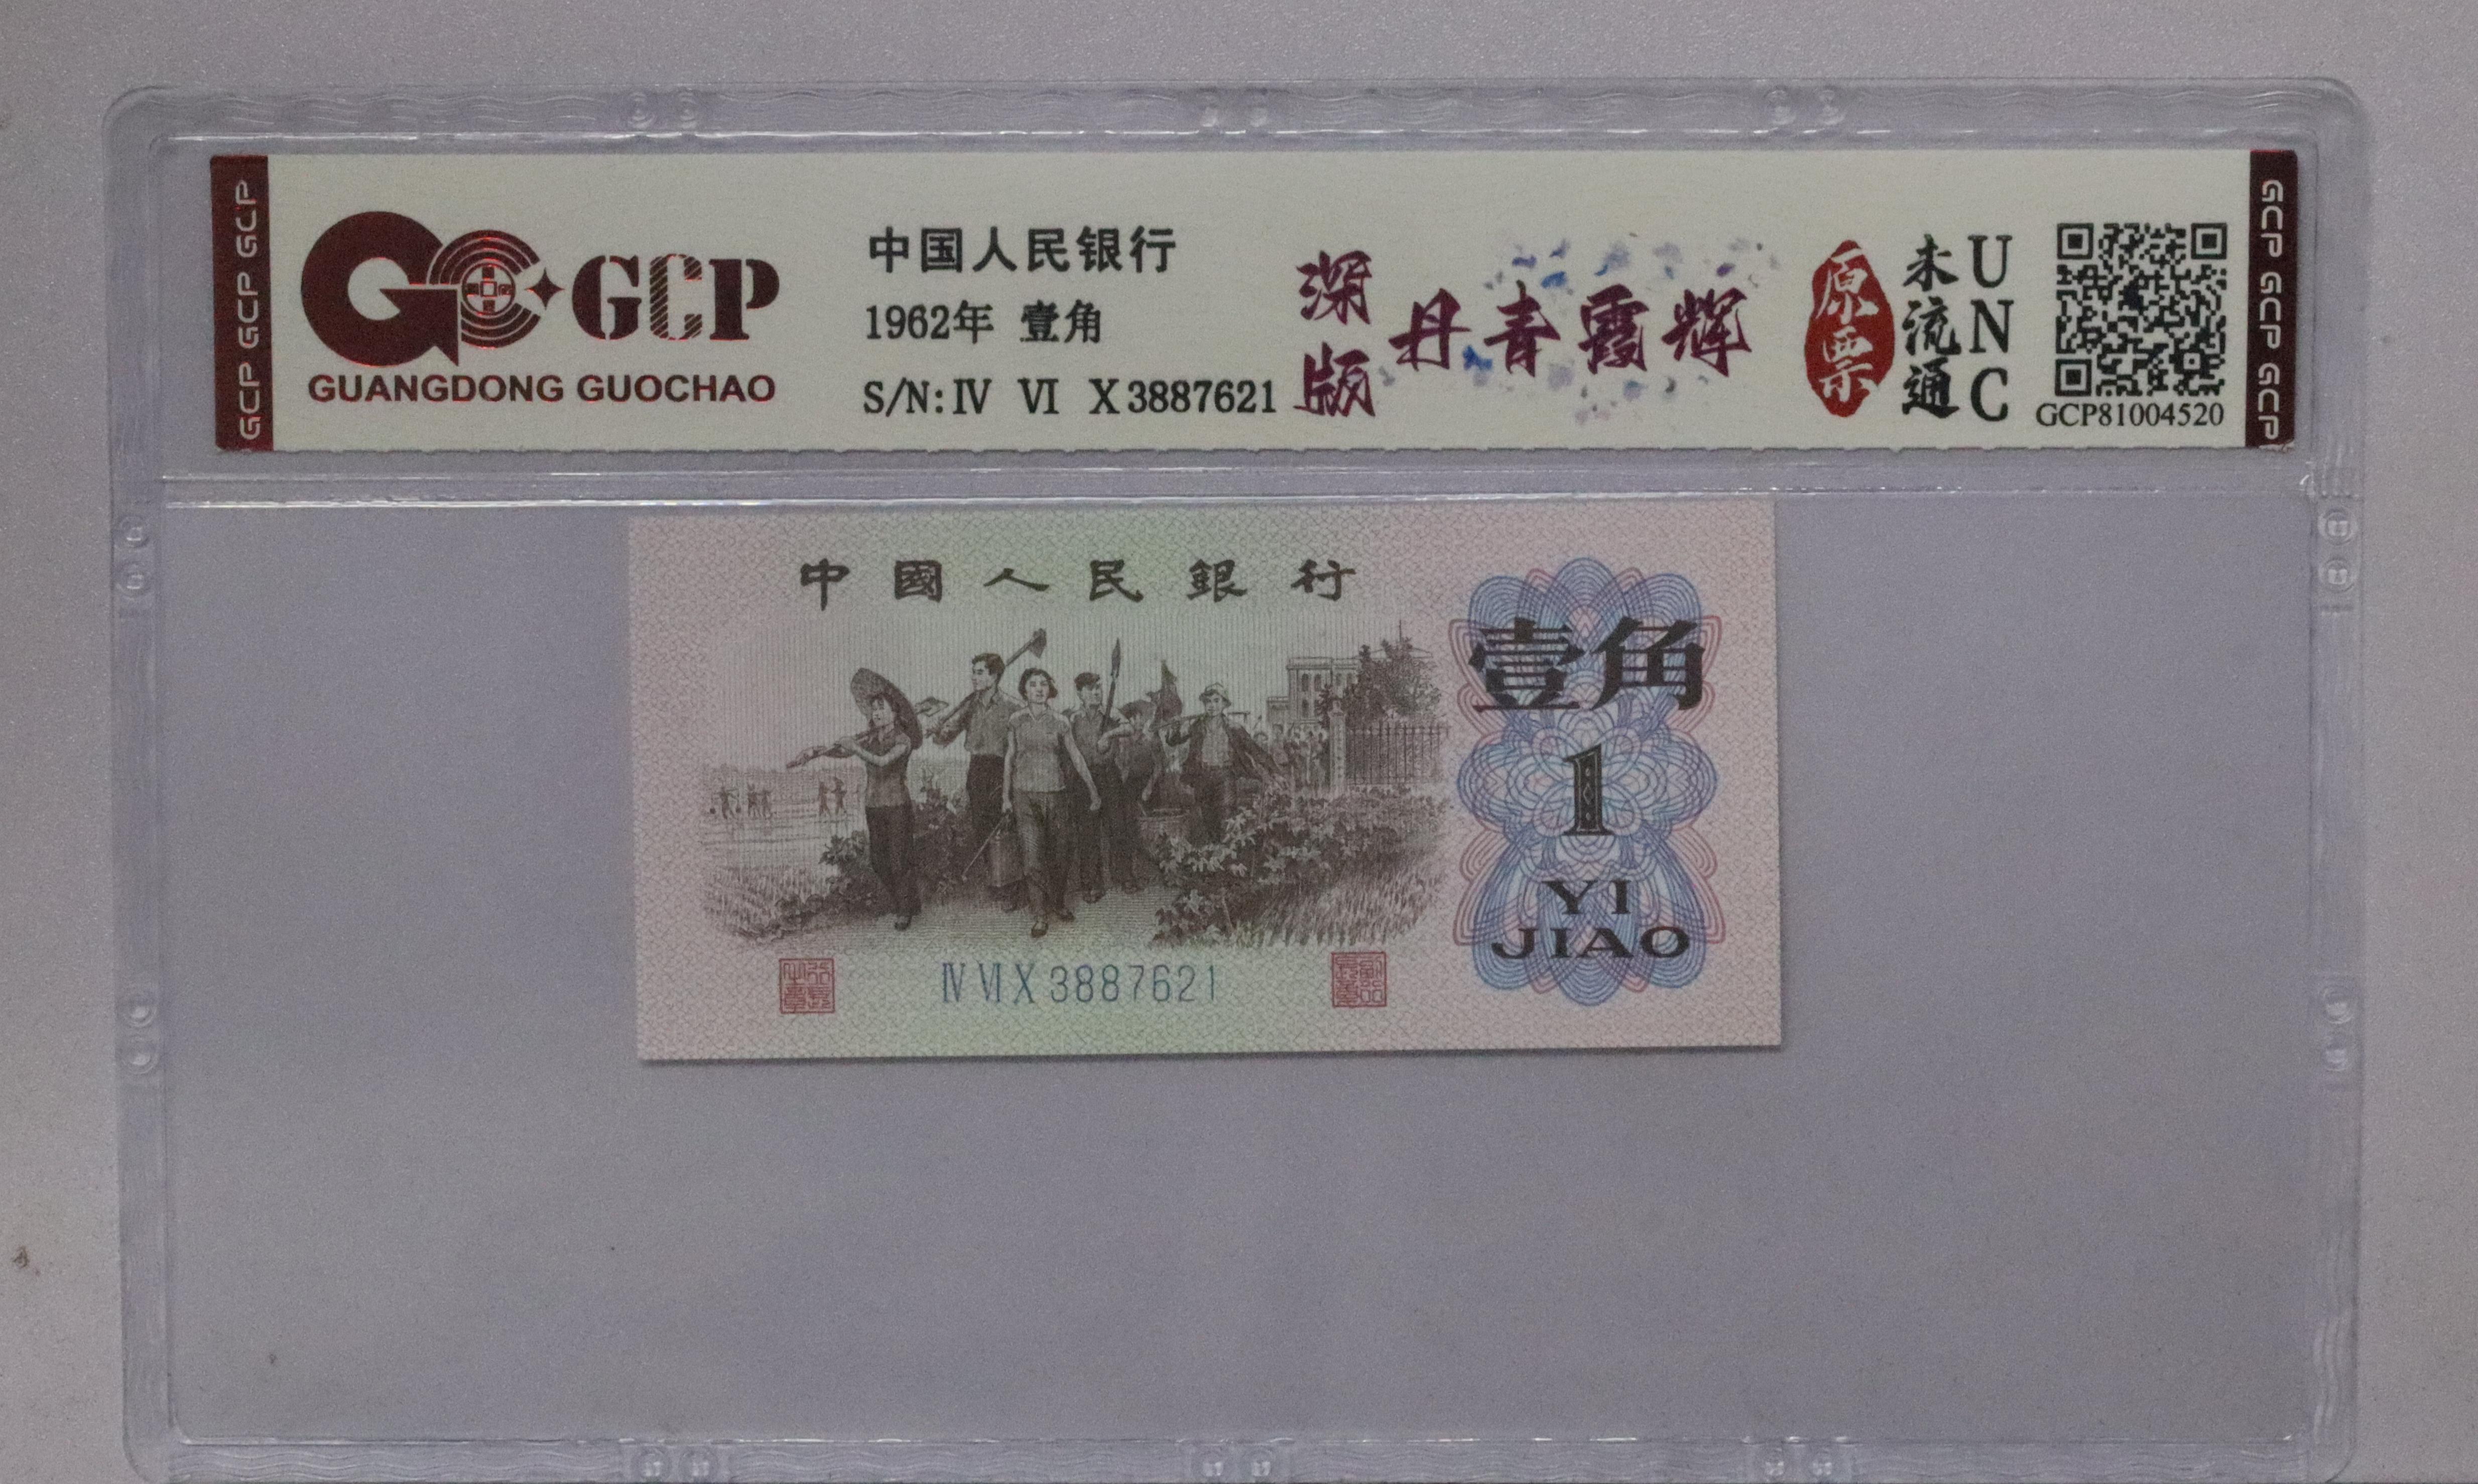 GCP GCP GCP
GCP
GUANGDONG GUOCHAO
中国人民银行
1962年 壹角
S/N: Ⅳ Ⅵ X 3887621
深版
丹青霞辉
原票
未流通
UNC
GCP81004520
GCP GCP GCP
中國人民銀行
壹角
1
YI
JIAO
Ⅳ Ⅵ X 3887621